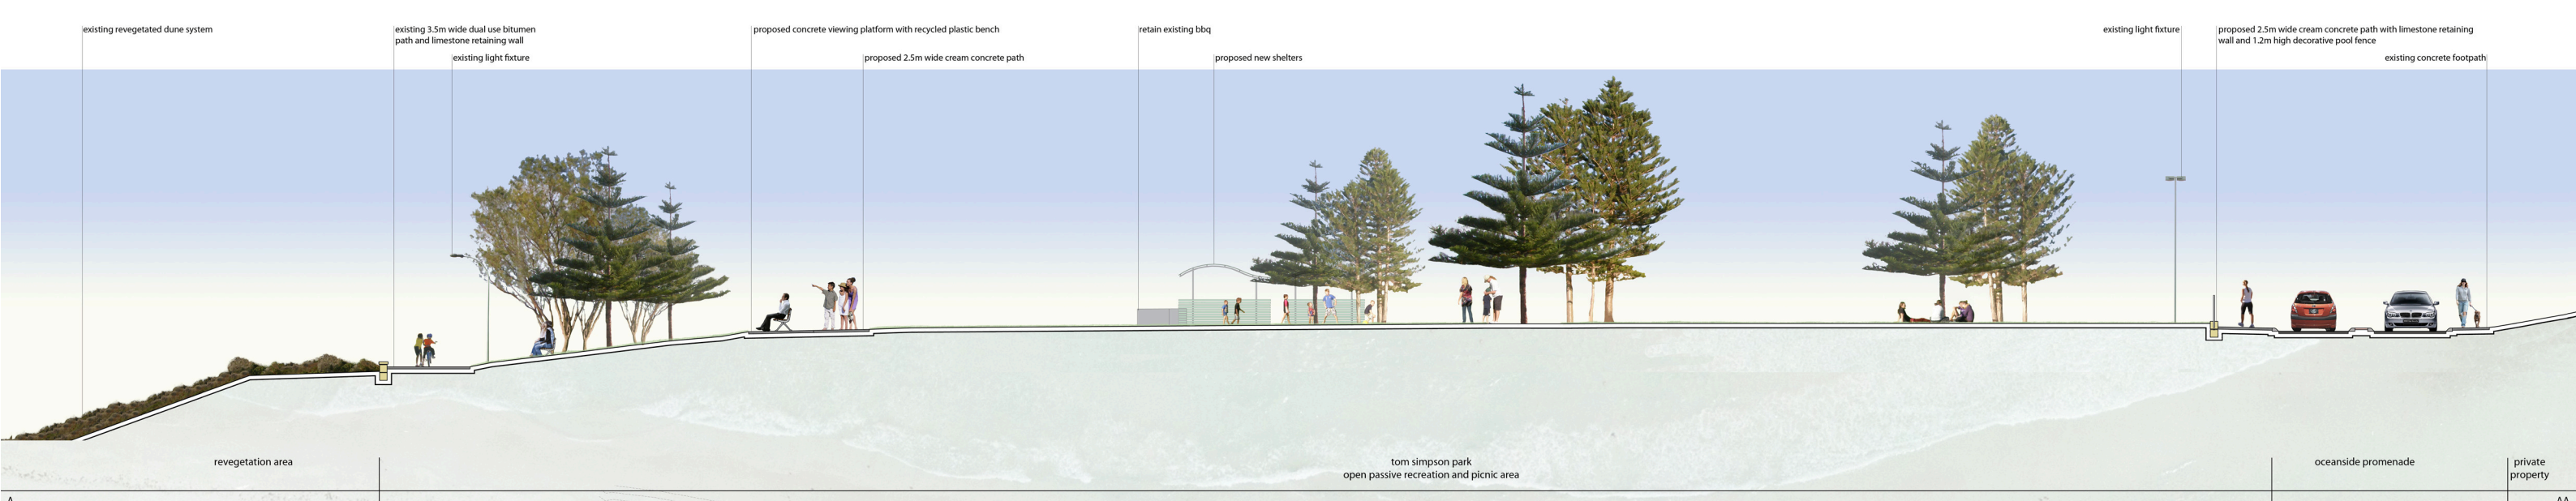 existing revegetated dune system
existing 3.5m wide dual use bitumen
path and limestone retaining wall
existing light fixture
proposed concrete viewing platform with recycled plastic bench
proposed 2.5m wide cream concrete path
retain existing bbq
proposed new shelters
existing light fixture
proposed 2.5m wide cream concrete path with limestone retaining
wall and 1.2m high decorative pool fence
existing concrete footpath
revegetation area
tom simpson park
open passive recreation and picnic area
oceanside promenade
private
property